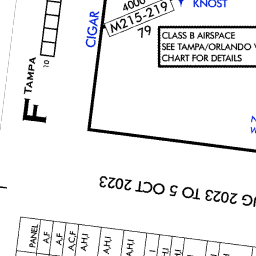 4000
KNOST
M215-219
79
CIGAR
CLASS B AIRSPACE
SEE TAMPA/ORLANDO
CHART FOR DETAILS
F
TAMPA
10
2023 TO 5 OCT 2023
PANEL
A,F
A,F
A,C,F
A,H,I
A,H,I
A,H,I
A,H,I
A,H,I
A,H,I